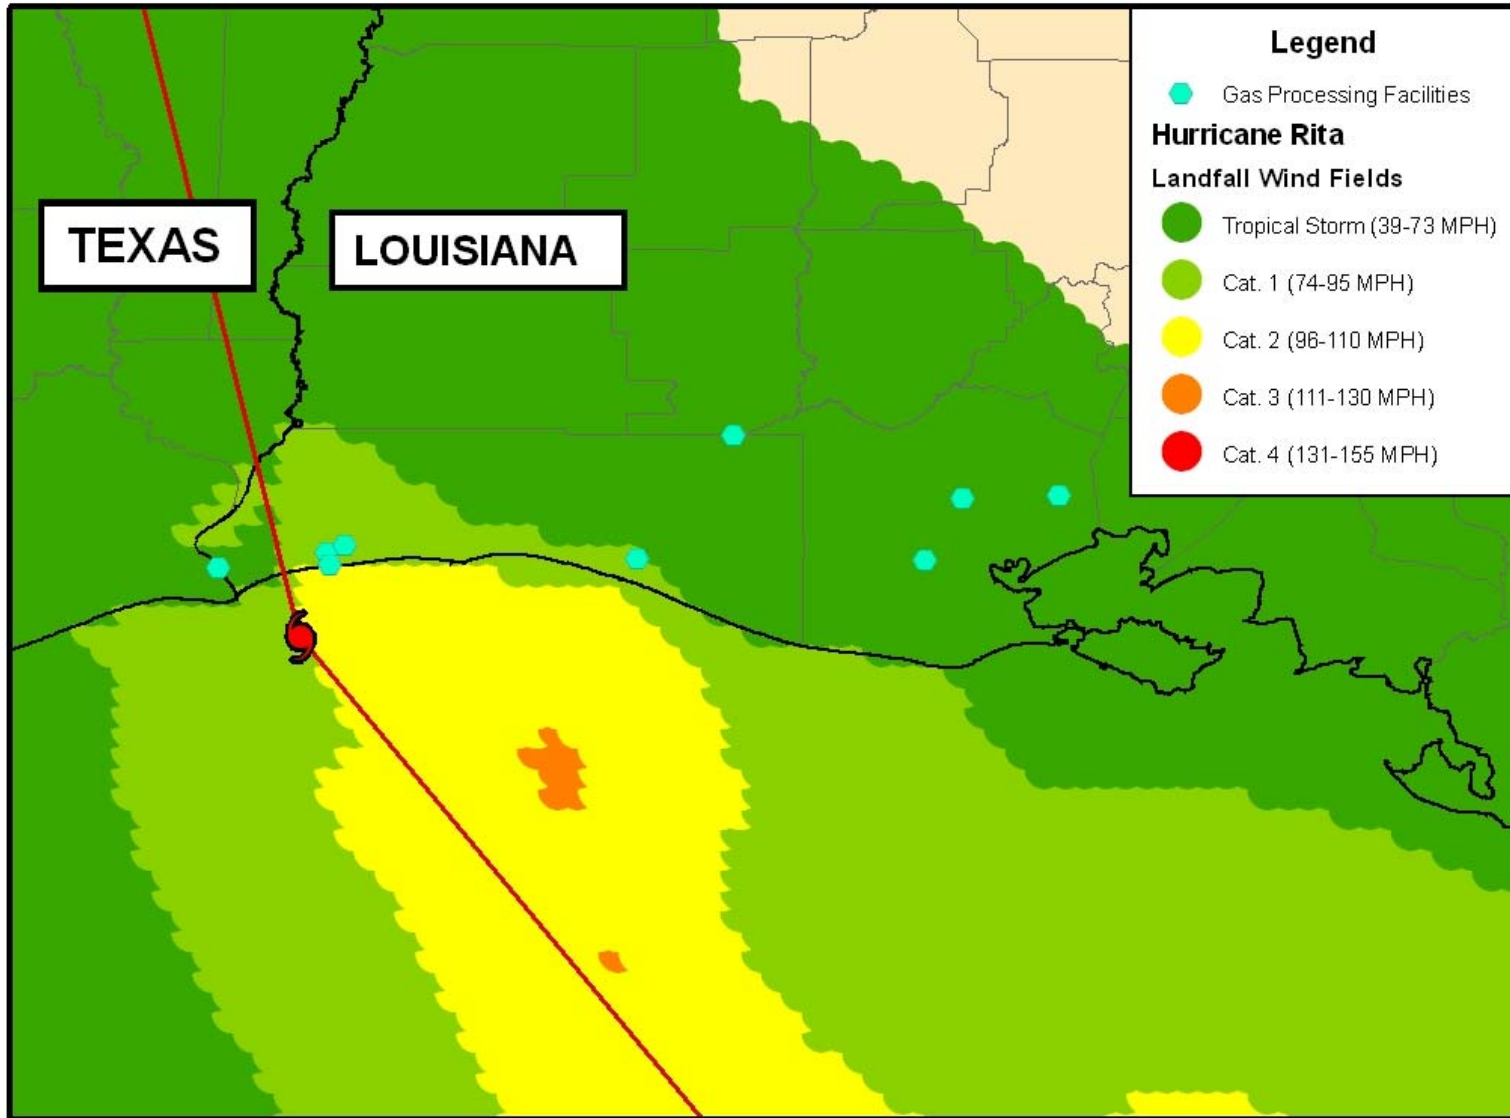 TEXAS
LOUISIANA
Legend
Gas Processing Facilities
Hurricane Rita
Landfall Wind Fields
Tropical Storm (39-73 MPH)
Cat. 1 (74-95 MPH)
Cat. 2 (96-110 MPH)
Cat. 3 (111-130 MPH)
Cat. 4 (131-155 MPH)